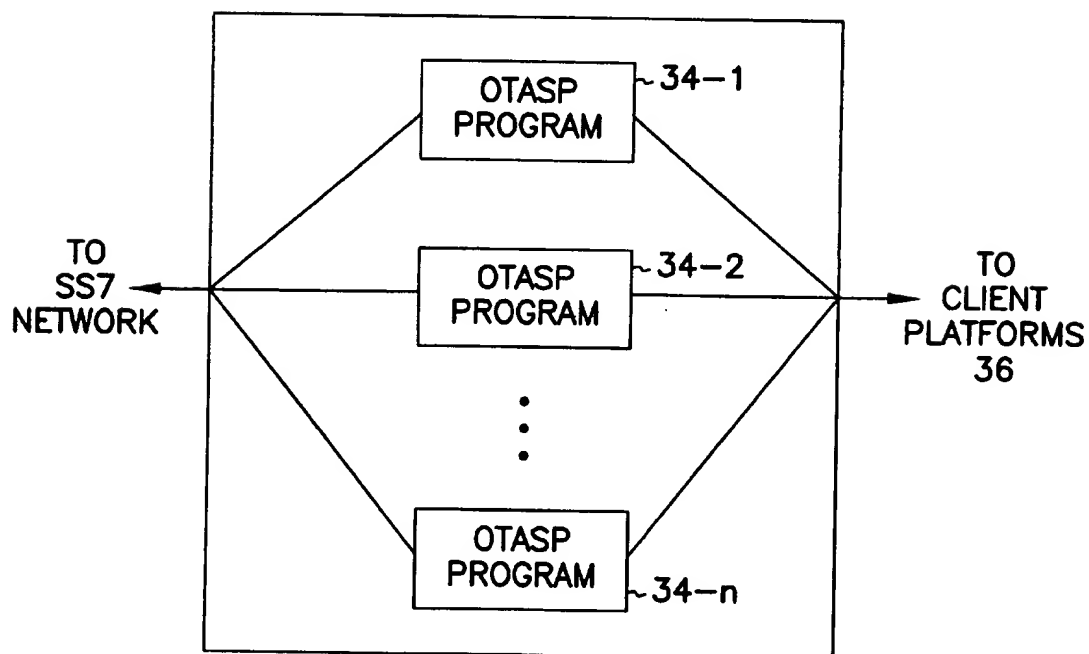 OTASP
PROGRAM
34-1
TO
SS7
NETWORK
OTASP
PROGRAM
34-2
TO
CLIENT
PLATFORMS
36
OTASP
PROGRAM
34-n